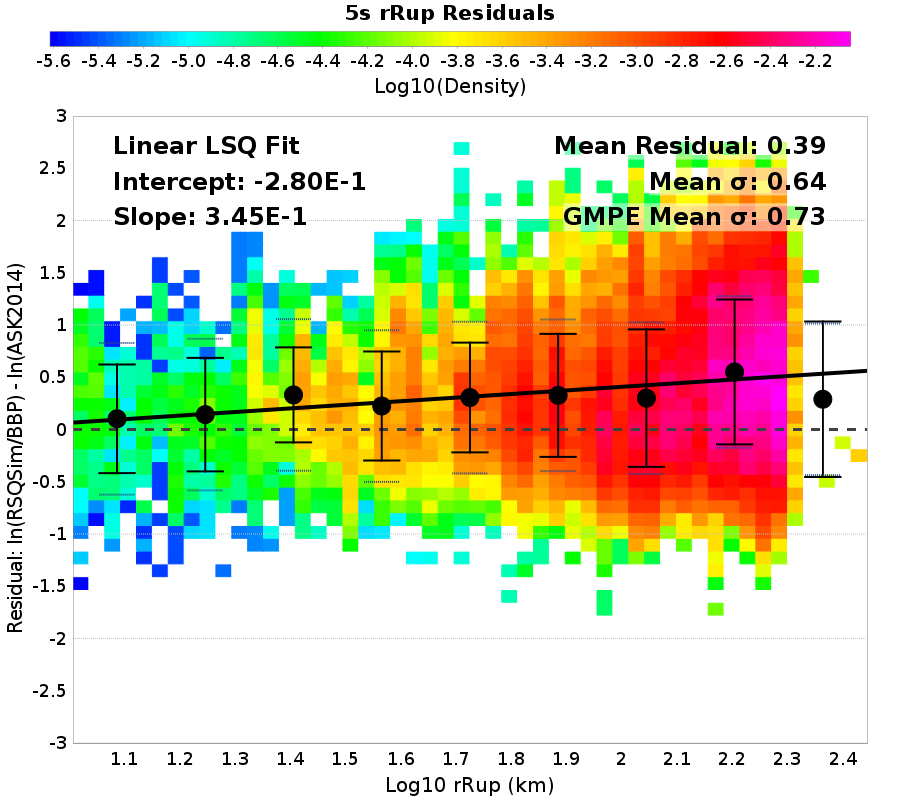 5s rRup Residuals
-5.6 -5.4 -5.2 -5.0 -4.8 -4.6 -4.4 -4.2 -4.0 -3.8 -3.6 -3.4 -3.2 -3.0 -2.8 -2.6 -2.4 -2.2
Log10(Density)
Linear LSQ Fit
Intercept: -2.80E-1
Slope: 3.45E-1
Mean Residual: 0.39
Mean σ: 0.64
GMPE Mean σ: 0.73
Residual: ln(RSQSim/BBP) - ln(ASK2014)
3
2.5
2
1.5
1
0.5
0
-0.5
-1
-1.5
-2
-2.5
-3
1.1 1.2 1.3 1.4 1.5 1.6 1.7 1.8 1.9 2 2.1 2.2 2.3 2.4
Log10 rRup (km)